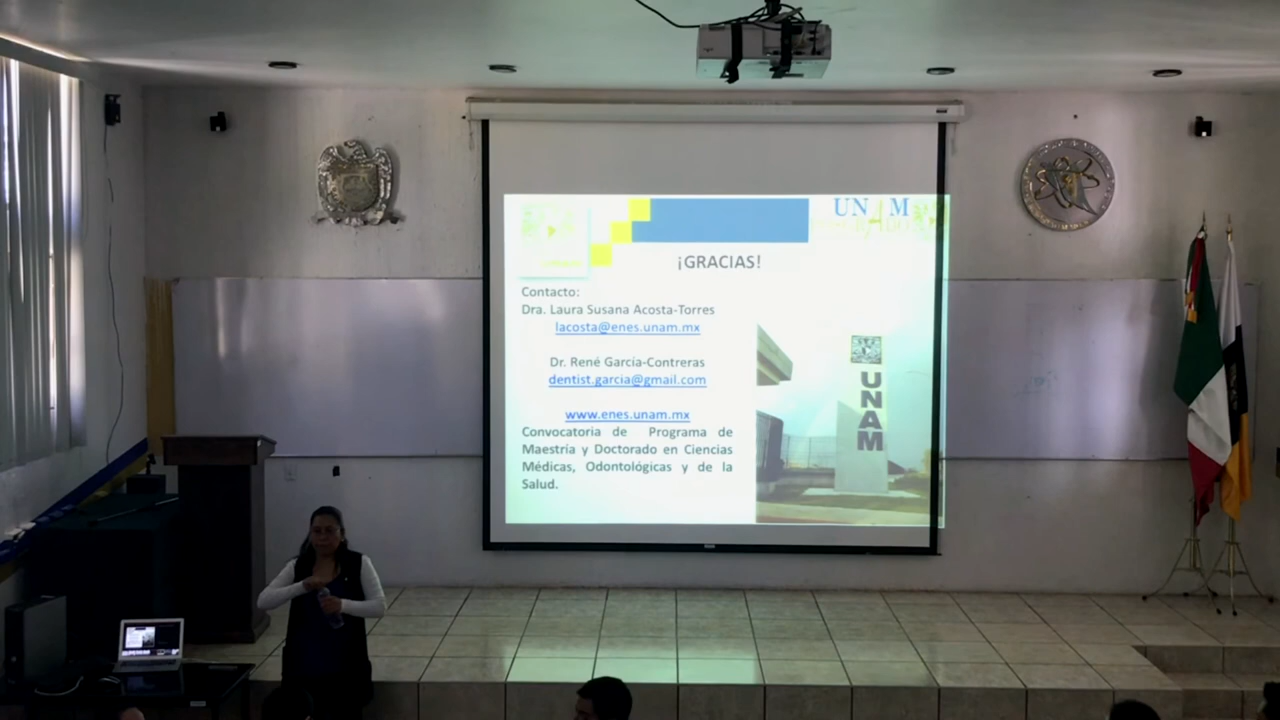 UNAM
¡GRACIAS!
Contacto:
Dra. Laura Susana Acosta-Torres
lacosta@enes.unam.mx
Dr. René García-Contreras
dentist.garcia@gmail.com
www.enes.unam.mx
Convocatoria de Programa de
Maestría y Doctorado en Ciencias
Médicas, Odontológicas y de la
Salud.
UNAM